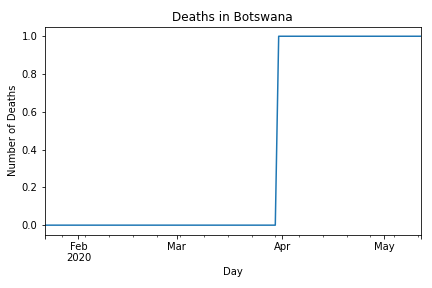 Deaths in Botswana
1.0
0.8
0.6
0.4
0.2
0.0
Number of Deaths
Feb
2020
Mar
Apr
May
Day